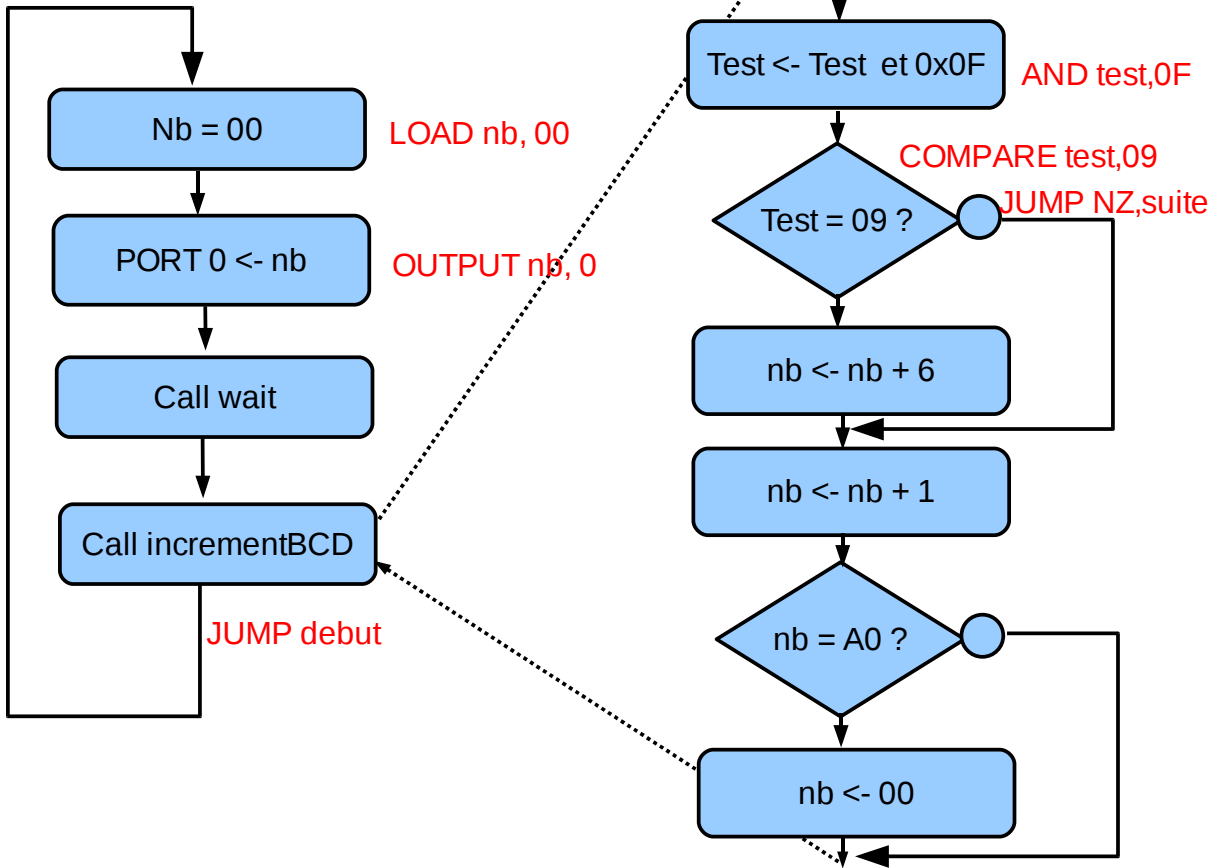 Nb = 00
LOAD nb, 00
PORT 0 <- nb
OUTPUT nb, 0
Call wait
Call incrementBCD
JUMP debut
Test <- Test et 0x0F
AND test,0F
COMPARE test,09
JUMP NZ,suite
Test = 09 ?
nb <- nb + 6
nb <- nb + 1
nb = A0 ?
nb <- 00